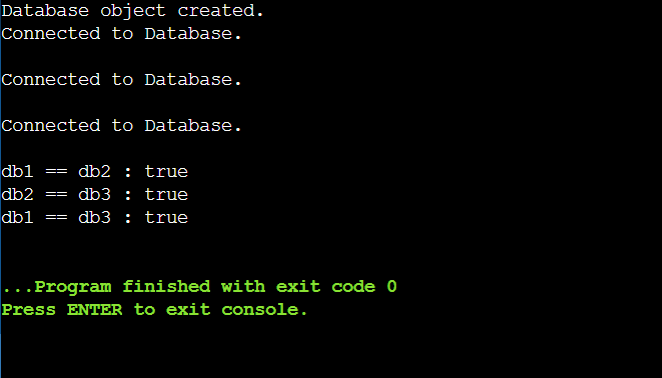 Database object created.
Connected to Database.
Connected to Database.
Connected to Database.
db1 == db2 : true
db2 == db3 : true
db1 == db3 : true
...Program finished with exit code 0
Press ENTER to exit console.